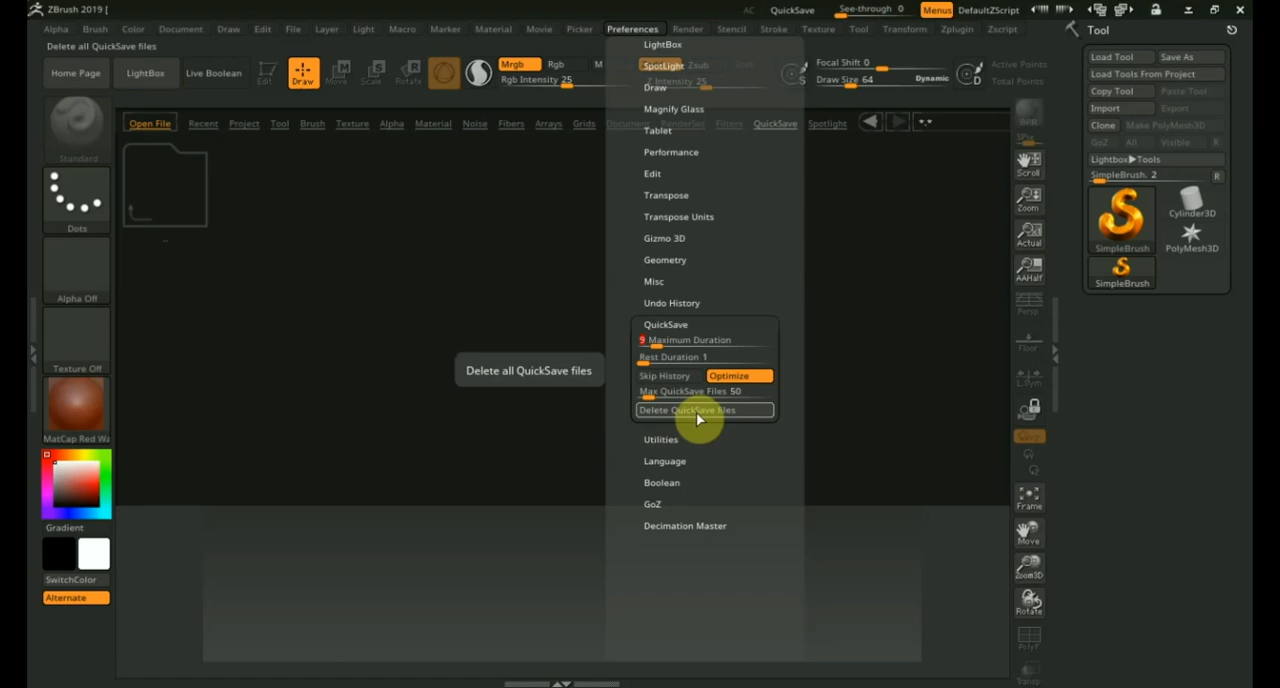 ZBrush 2019 [
AC QuickSave See-through 0 Menus DefaultZScript
Alpha Brush Color Document Draw Edit File Layer Light Macro Marker Material Movie Picker Preferences Render Stencil Stroke Texture Tool Transform Zplugin Zscript
Delete all QuickSave files
Home Page LightBox Live Boolean Edit Draw Move Scale Rotate
Mrgb Rgb M Zsub
Rgb Intensity 25 Z Intensity 25
Focal Shift 0
Draw Size 64 Dynamic
S D
Active Points
Total Points
Open File Recent Project Tool Brush Texture Alpha Material Noise Fibers Arrays Grids Document RenderSet Filters QuickSave Spotlight
..
Standard
Dots
Alpha Off
Texture Off
MatCap Red Wa
Gradient
SwitchColor
Alternate
LightBox
SpotLight
Draw
Magnify Glass
Tablet
Performance
Edit
Transpose
Transpose Units
Gizmo 3D
Geometry
Misc
Undo History
QuickSave
9 Maximum Duration
Rest Duration 1
Skip History Optimize
Max QuickSave Files 50
Delete QuickSave files
Utilities
Language
Boolean
GoZ
Decimation Master
Delete all QuickSave files
BPR
SPix
Scroll
Zoom
Actual
AAHalf
Persp
Floor
L.Sym
Frame
Move
Zoom3D
Rotate
PolyF
Transp
Tool
Load Tool Save As
Load Tools From Project
Copy Tool Paste Tool
Import Export
Clone Make PolyMesh3D
GoZ All Visible R
Lightbox▶Tools
SimpleBrush. 2 R
SimpleBrush
Cylinder3D
PolyMesh3D
SimpleBrush